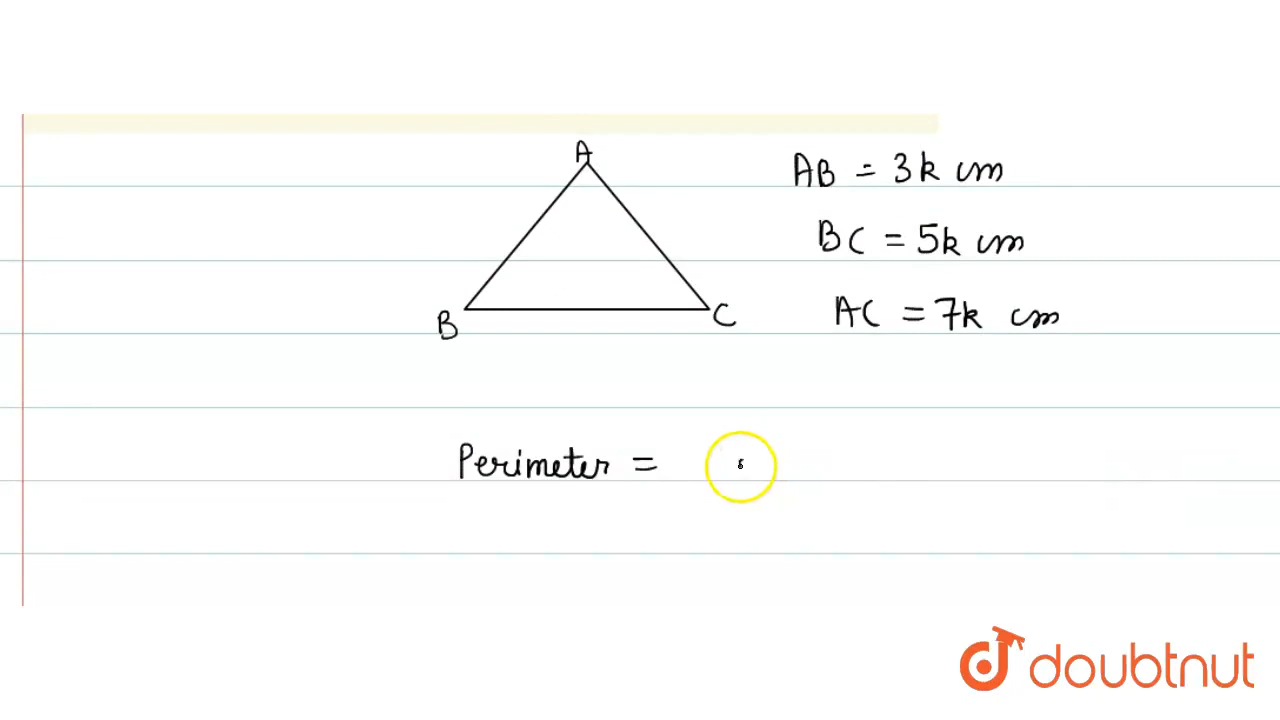 A
AB = 3k cm
BC = 5k cm
B
C
AC = 7k cm
Perimeter =
doubtnut